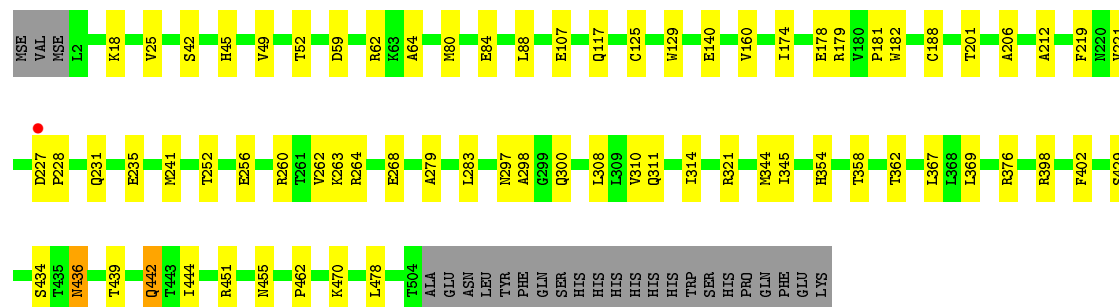 MSE VAL MSE L2 K18 V25 S42 H45 V49 T52 D59 R62 K63 A64 M80 E84 L88 E107 Q117 C125 W129 E140 V160 I174 E178 R179 V180 P181 W182 C188 T201 A206 A212 F219 N220
D227 P228 Q231 E235 M241 T252 E256 R260 T261 V262 K263 R264 E268 A279 L283 N297 A298 G299 Q300 L308 L309 V310 Q311 I314 R321 M344 I345 H354 T358 T362 L367 L368 L369 R376 R398 F402
S434 T435 N436 T439 Q442 T443 I444 R451 N455 P462 K470 L478 T504 ALA GLU ASN LEU TYR PHE GLN SER HIS HIS HIS HIS HIS HIS TRP SER HIS PRO GLN PHE GLU LYS